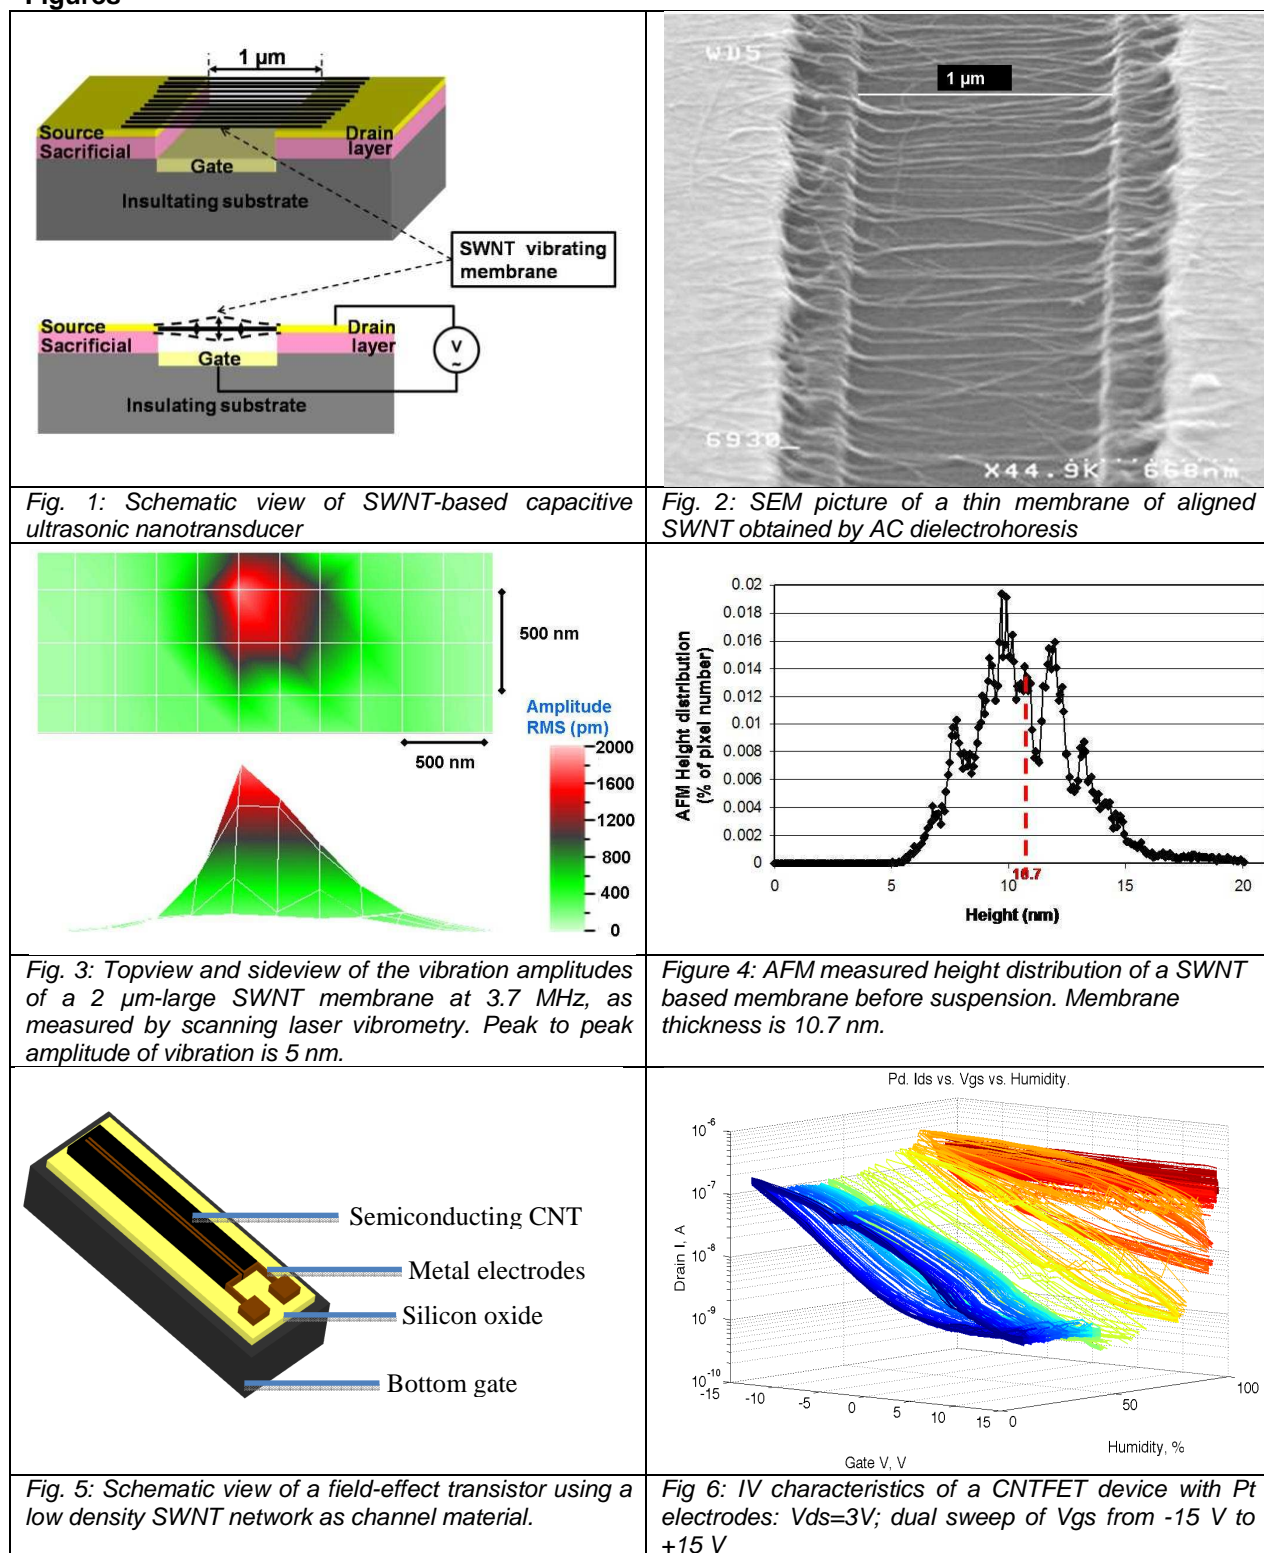 Figures
1 µm
Source
Drain
Sacrificial
layer
Gate
Insultating substrate
SWNT vibrating
membrane
Source
Drain
Sacrificial
layer
Gate
V
~
Insulating substrate
WD5
1 µm
6930
X44.9K 668nm
Fig. 1: Schematic view of SWNT-based capacitive
ultrasonic nanotransducer
Fig. 2: SEM picture of a thin membrane of aligned
SWNT obtained by AC dielectrohoresis
500 nm
500 nm
Amplitude
RMS (pm)
2000
1600
1200
800
400
0
AFM Height distribution
(% of pixel number)
0.02
0.018
0.016
0.014
0.012
0.01
0.008
0.006
0.004
0.002
0
0 5 10 15 20
Height (nm)
Fig. 3: Topview and sideview of the vibration amplitudes
of a 2 µm-large SWNT membrane at 3.7 MHz, as
measured by scanning laser vibrometry. Peak to peak
amplitude of vibration is 5 nm.
Figure 4: AFM measured height distribution of a SWNT
based membrane before suspension. Membrane
thickness is 10.7 nm.
Semiconducting CNT
Metal electrodes
Silicon oxide
Bottom gate
Pd. Ids vs. Vgs vs. Humidity.
Drain I, A
10⁻⁶
10⁻⁷
10⁻⁸
10⁻⁹
10⁻¹⁰
-15 -10 -5 0 5 10 15
0 50 100
Gate V, V
Humidity, %
Fig. 5: Schematic view of a field-effect transistor using a
low density SWNT network as channel material.
Fig 6: IV characteristics of a CNTFET device with Pt
electrodes: Vds=3V; dual sweep of Vgs from -15 V to
+15 V